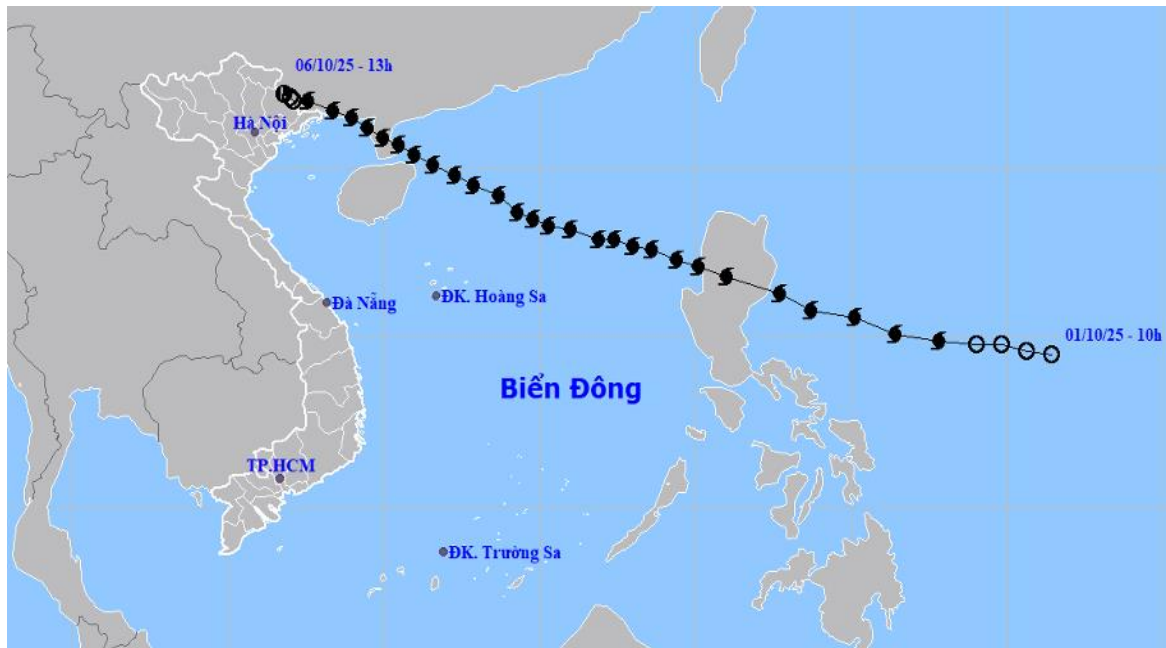 06/10/25 - 13h
Hà Nội
Đà Nẵng
ĐK. Hoàng Sa
01/10/25 - 10h
Biển Đông
TP.HCM
ĐK. Trường Sa